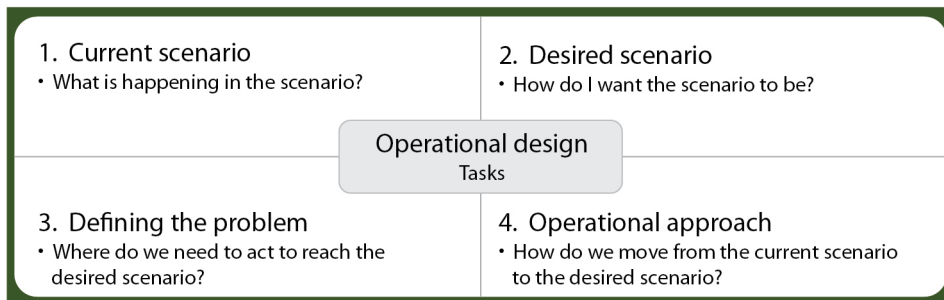 1. Current scenario
• What is happening in the scenario?
2. Desired scenario
• How do I want the scenario to be?
Operational design
Tasks
3. Defining the problem
• Where do we need to act to reach the
desired scenario?
4. Operational approach
• How do we move from the current scenario
to the desired scenario?